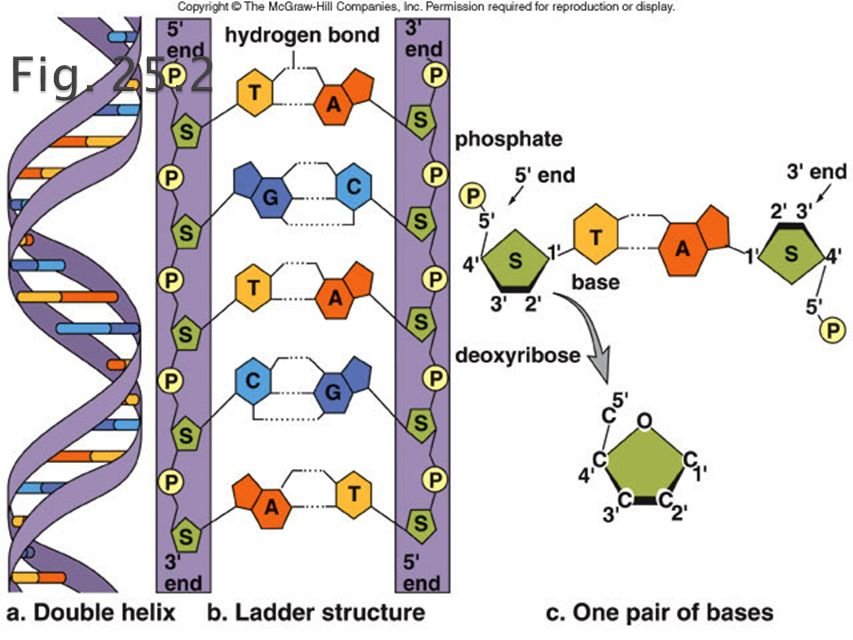 Copyright © The McGraw-Hill Companies, Inc. Permission required for reproduction or display.
Fig. 25.2
5'
end
hydrogen bond
3'
end
P
T
A
P
S
S
P
G
C
P
S
S
P
T
A
P
S
S
P
C
G
P
S
S
P
A
T
P
S
S
3'
end
5'
end
phosphate
5' end
3' end
P
5'
4'
S
1'
3'
2'
T
base
A
2'
3'
1'
S
4'
5'
P
deoxyribose
5'
C
O
C
4'
C
1'
C
3'
C
2'
a. Double helix
b. Ladder structure
c. One pair of bases